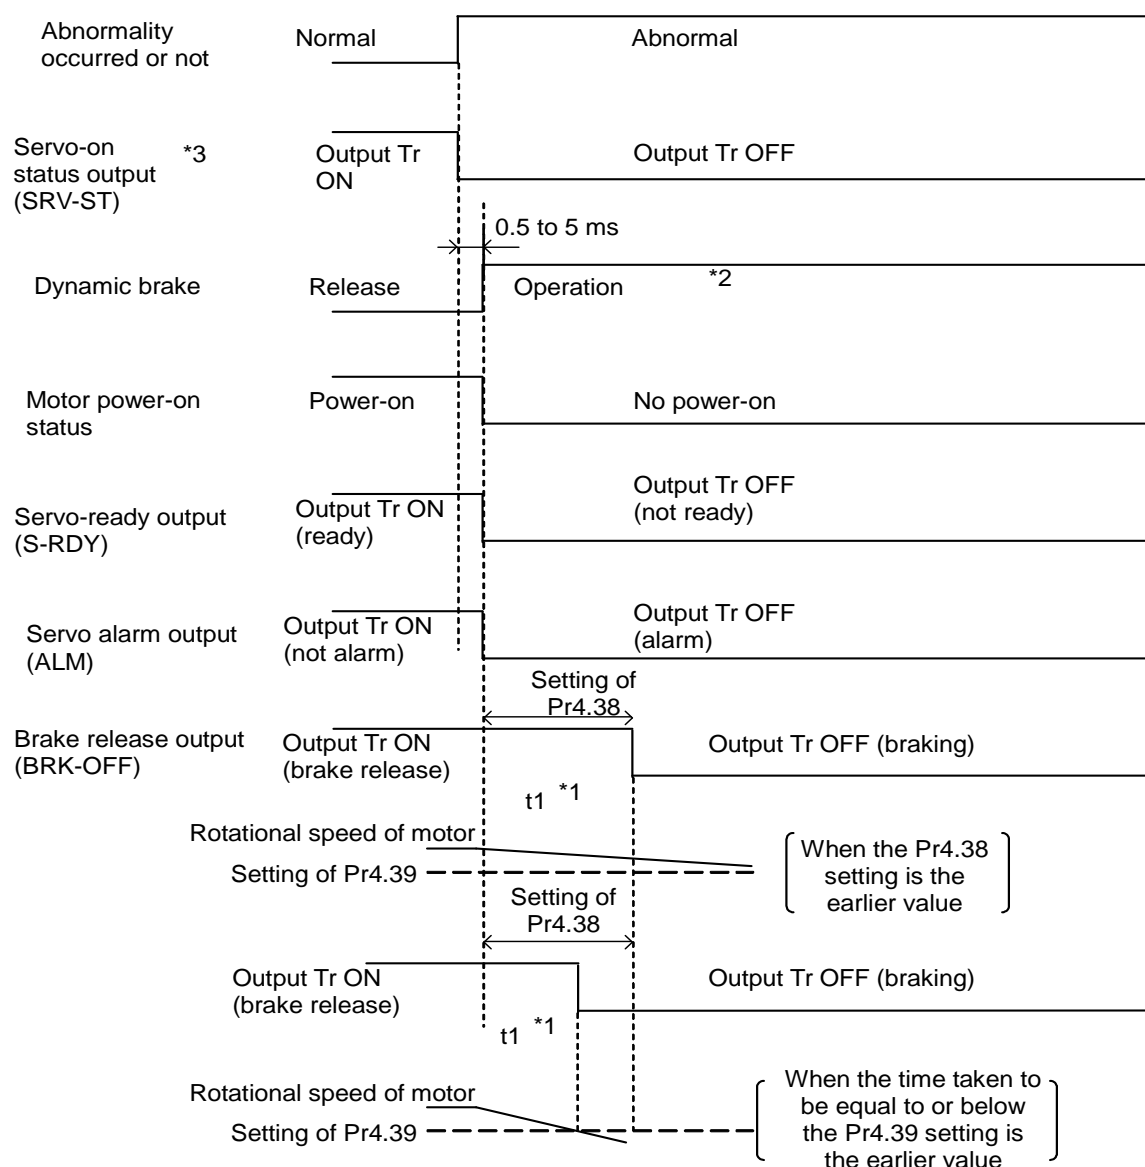 Abnormality
occurred or not
Normal
Abnormal
Servo-on
status output
(SRV-ST)
*3
Output Tr
ON
Output Tr OFF
0.5 to 5 ms
Dynamic brake
Release
Operation
*2
Motor power-on
status
Power-on
No power-on
Servo-ready output
(S-RDY)
Output Tr ON
(ready)
Output Tr OFF
(not ready)
Servo alarm output
(ALM)
Output Tr ON
(not alarm)
Output Tr OFF
(alarm)
Setting of
Pr4.38
Brake release output
(BRK-OFF)
Output Tr ON
(brake release)
Output Tr OFF (braking)
t1 *1
Rotational speed of motor
Setting of Pr4.39
When the Pr4.38
setting is the
earlier value
Setting of
Pr4.38
Output Tr ON
(brake release)
Output Tr OFF (braking)
t1 *1
Rotational speed of motor
Setting of Pr4.39
When the time taken to
be equal to or below
the Pr4.39 setting is
the earlier value